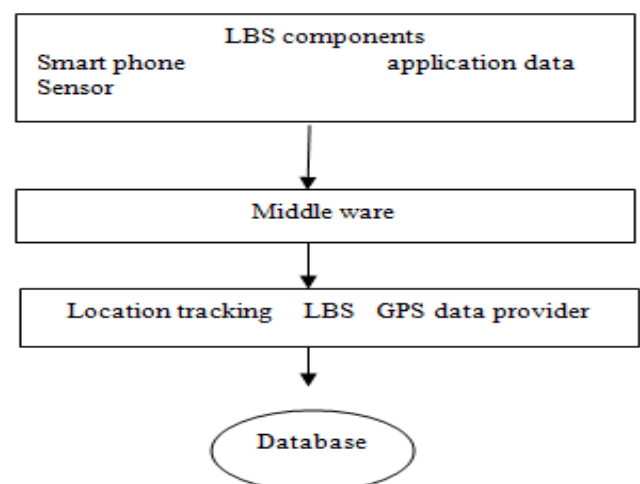 LBS components
Smart phone application data
Sensor
Middle ware
Location tracking LBS GPS data provider
Database